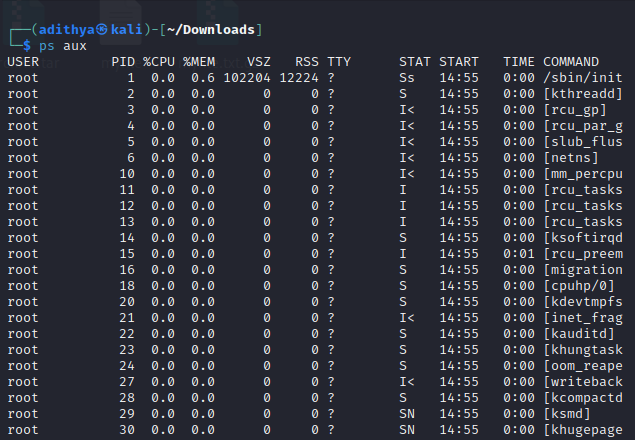 ┌──(adithya㉿kali)-[~/Downloads]
└─$ ps aux
USER         PID %CPU %MEM    VSZ   RSS TTY      STAT START   TIME COMMAND
root           1  0.0  0.6 102204 12224 ?        Ss   14:55   0:00 /sbin/init
root           2  0.0  0.0      0     0 ?        S    14:55   0:00 [kthreadd]
root           3  0.0  0.0      0     0 ?        I<   14:55   0:00 [rcu_gp]
root           4  0.0  0.0      0     0 ?        I<   14:55   0:00 [rcu_par_g
root           5  0.0  0.0      0     0 ?        I<   14:55   0:00 [slub_flus
root           6  0.0  0.0      0     0 ?        I<   14:55   0:00 [netns]
root          10  0.0  0.0      0     0 ?        I<   14:55   0:00 [mm_percpu
root          11  0.0  0.0      0     0 ?        I    14:55   0:00 [rcu_tasks
root          12  0.0  0.0      0     0 ?        I    14:55   0:00 [rcu_tasks
root          13  0.0  0.0      0     0 ?        I    14:55   0:00 [rcu_tasks
root          14  0.0  0.0      0     0 ?        S    14:55   0:00 [ksoftirqd
root          15  0.0  0.0      0     0 ?        I    14:55   0:01 [rcu_preem
root          16  0.0  0.0      0     0 ?        S    14:55   0:00 [migration
root          18  0.0  0.0      0     0 ?        S    14:55   0:00 [cpuhp/0]
root          20  0.0  0.0      0     0 ?        S    14:55   0:00 [kdevtmpfs
root          21  0.0  0.0      0     0 ?        I<   14:55   0:00 [inet_frag
root          22  0.0  0.0      0     0 ?        S    14:55   0:00 [kauditd]
root          23  0.0  0.0      0     0 ?        S    14:55   0:00 [khungtask
root          24  0.0  0.0      0     0 ?        S    14:55   0:00 [oom_reape
root          27  0.0  0.0      0     0 ?        I<   14:55   0:00 [writeback
root          28  0.0  0.0      0     0 ?        S    14:55   0:00 [kcompactd
root          29  0.0  0.0      0     0 ?        SN   14:55   0:00 [ksmd]
root          30  0.0  0.0      0     0 ?        SN   14:55   0:00 [khugepage